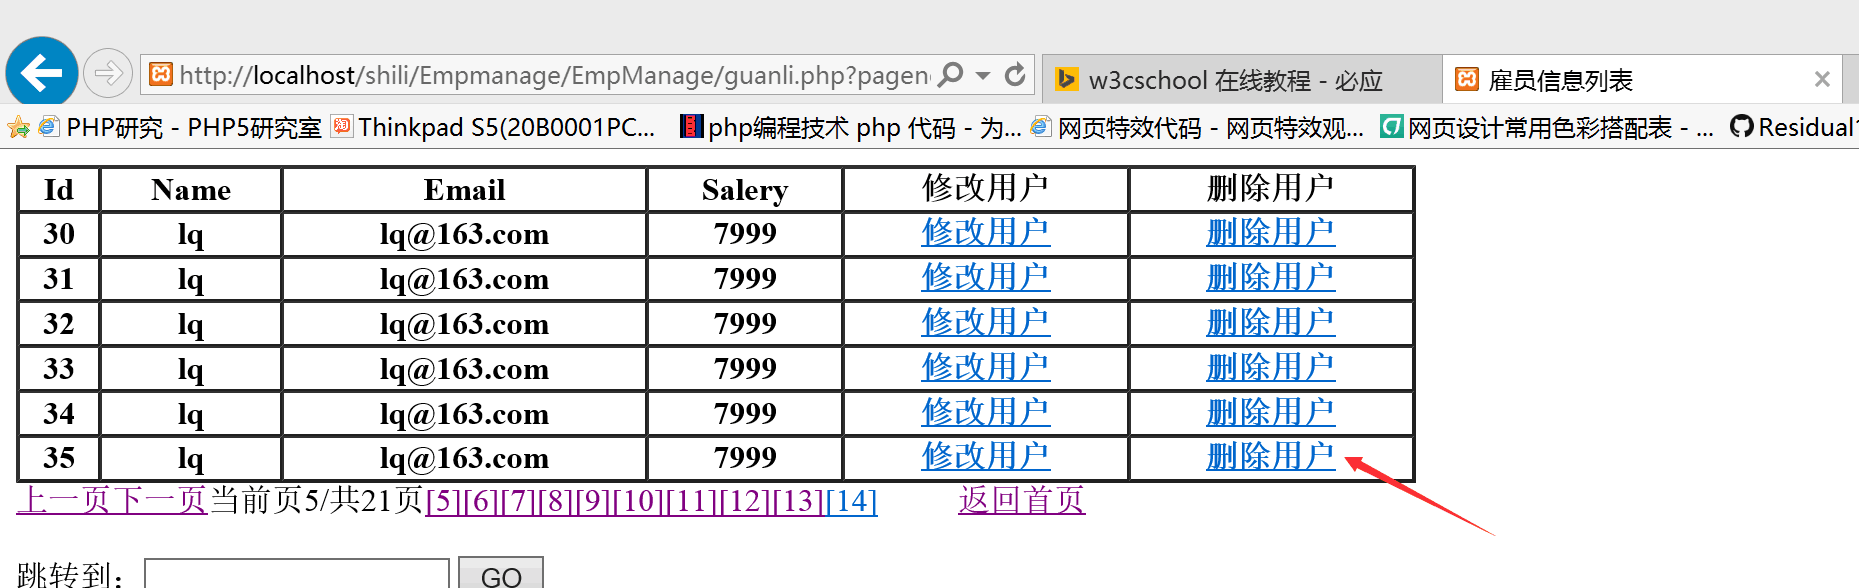 http://localhost/shili/Empmanage/EmpManage/guanli.php?pagen
w3cschool 在线教程 - 必应
雇员信息列表
PHP研究 - PHP5研究室 Thinkpad S5(20B0001PC... php编程技术 php 代码 - 为... 网页特效代码 - 网页特效观... 网页设计常用色彩搭配表 - ... Residual
Id Name Email Salery 修改用户 删除用户
30 lq lq@163.com 7999 修改用户 删除用户
31 lq lq@163.com 7999 修改用户 删除用户
32 lq lq@163.com 7999 修改用户 删除用户
33 lq lq@163.com 7999 修改用户 删除用户
34 lq lq@163.com 7999 修改用户 删除用户
35 lq lq@163.com 7999 修改用户 删除用户
上一页下一页当前页5/共21页[5][6][7][8][9][10][11][12][13][14] 返回首页
跳转到: GO